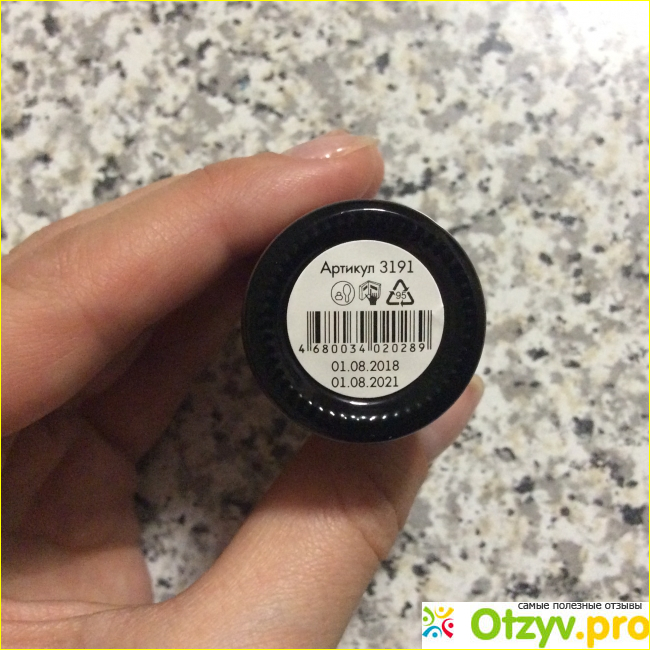 Артикул 3191
95
4 680034 020289
01.08.2018
01.08.2021
самые полезные отзывы
Otzyv.pro